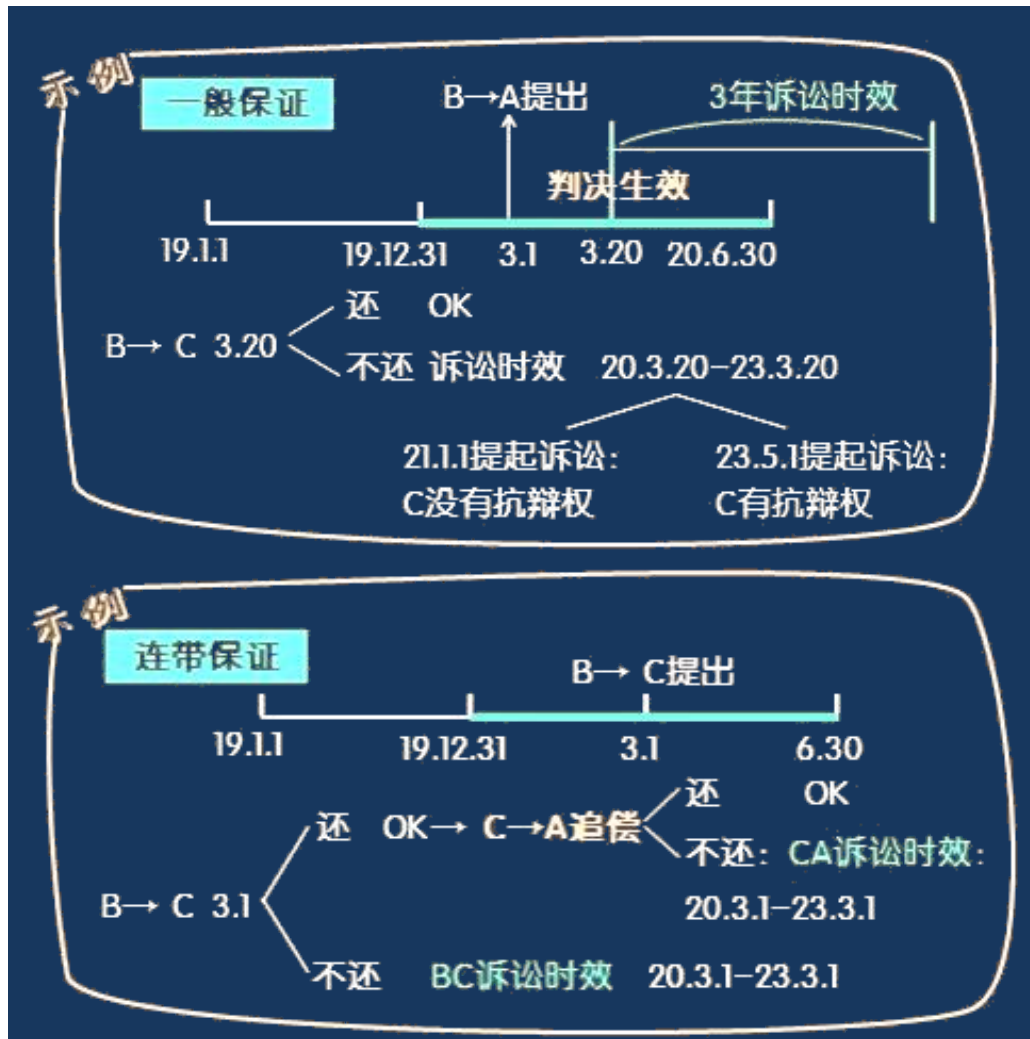 示例
一般保证
B→A提出
3年诉讼时效
判决生效
19.1.1 19.12.31 3.1 3.20 20.6.30
还 OK
B→ C 3.20
不还 诉讼时效 20.3.20-23.3.20
21.1.1提起诉讼: 23.5.1提起诉讼:
C没有抗辩权 C有抗辩权
示例
连带保证
B→ C提出
19.1.1 19.12.31 3.1 6.30
还 OK
还 OK→ C→A追偿
不还: CA诉讼时效:
B→ C 3.1
20.3.1-23.3.1
不还 BC诉讼时效 20.3.1-23.3.1